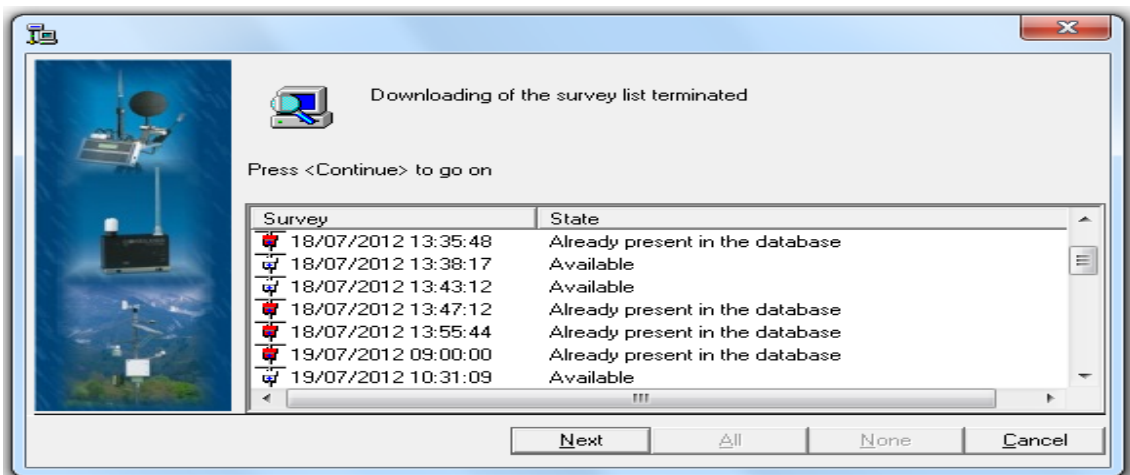 Downloading of the survey list terminated
Press <Continue> to go on
Survey State
18/07/2012 13:35:48 Already present in the database
18/07/2012 13:38:17 Available
18/07/2012 13:43:12 Available
18/07/2012 13:47:12 Already present in the database
18/07/2012 13:55:44 Already present in the database
19/07/2012 09:00:00 Already present in the database
19/07/2012 10:31:09 Available
Next All None Cancel